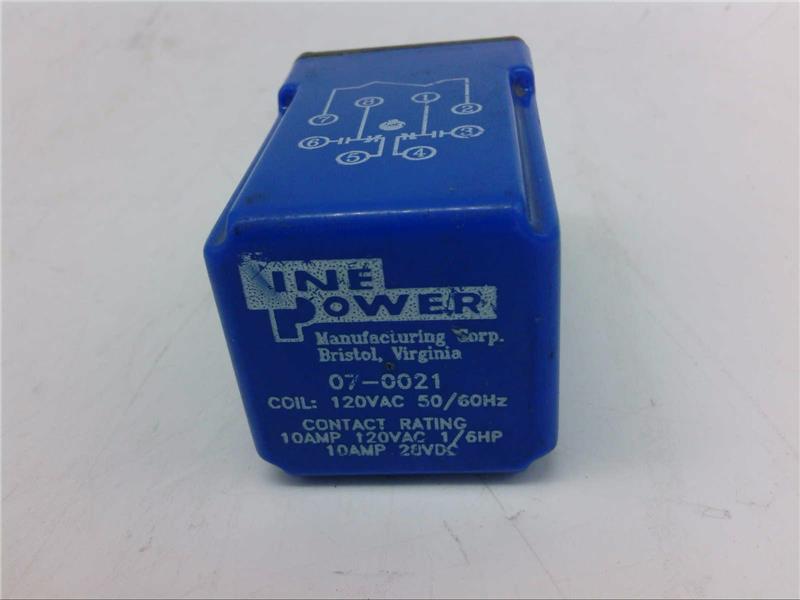 8 1
7 2
6 3
5 4
LINE
POWER
Manufacturing Corp.
Bristol, Virginia
07-0021
COIL: 120VAC 50/60Hz
CONTACT RATING
10AMP 120VAC 1/6HP
10AMP 28VDC